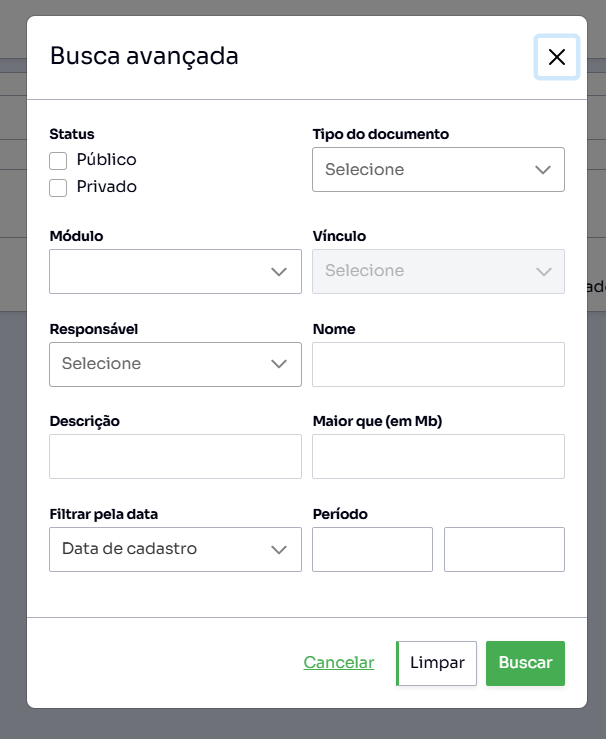 Busca avançada
Status
Público
Privado
Tipo do documento
Selecione
Módulo
Vínculo
Selecione
Responsável
Selecione
Nome
Descrição
Maior que (em Mb)
Filtrar pela data
Data de cadastro
Período
Cancelar
Limpar
Buscar